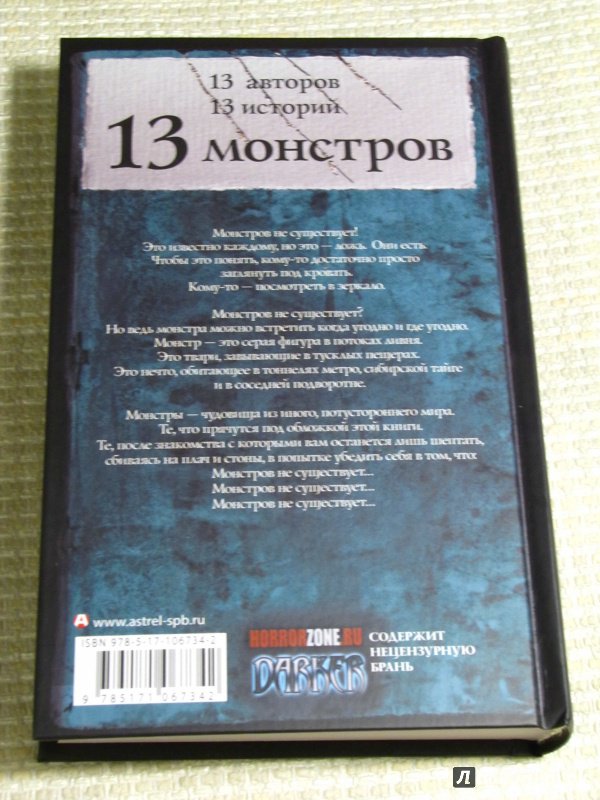 13 авторов
13 историй
13 монстров
Монстров не существует!
Это известно каждому, но это — ложь. Они есть.
Чтобы это понять, кому-то достаточно просто
заглянуть под кровать.
Кому-то — посмотреть в зеркало.
Монстров не существует?
Но ведь монстра можно встретить когда угодно и где угодно.
Монстр — это серая фигура в потоках ливня.
Это твари, завывающие в тусклых пещерах.
Это нечто, обитающее в тоннелях метро, сибирской тайге
и в соседней подворотне.
Монстры — чудовища из иного, потустороннего мира.
Те, что прячутся под обложкой этой книги.
Те, после знакомства с которыми вам останется лишь шептать,
сбиваясь на плач и стоны, в попытке убедить себя в том, что:
Монстров не существует...
Монстров не существует...
Монстров не существует...
А www.astrel-spb.ru
ISBN 978-5-17-106734-2
9 785171 067342
HORRORZONE.RU
DARKER
СОДЕРЖИТ
НЕЦЕНЗУРНУЮ
БРАНЬ
Л